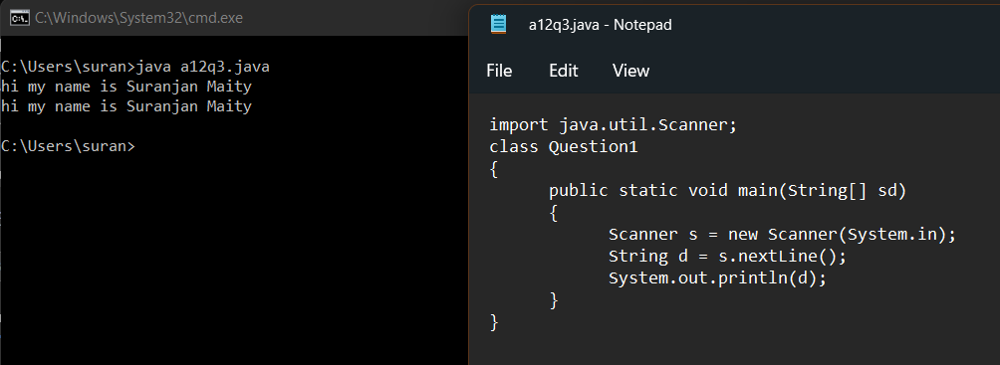 C:\Windows\System32\cmd.exe
C:\Users\suran>java a12q3.java
hi my name is Suranjan Maity
hi my name is Suranjan Maity
C:\Users\suran>
a12q3.java - Notepad
File Edit View
import java.util.Scanner;
class Question1
{
public static void main(String[] sd)
{
Scanner s = new Scanner(System.in);
String d = s.nextLine();
System.out.println(d);
}
}